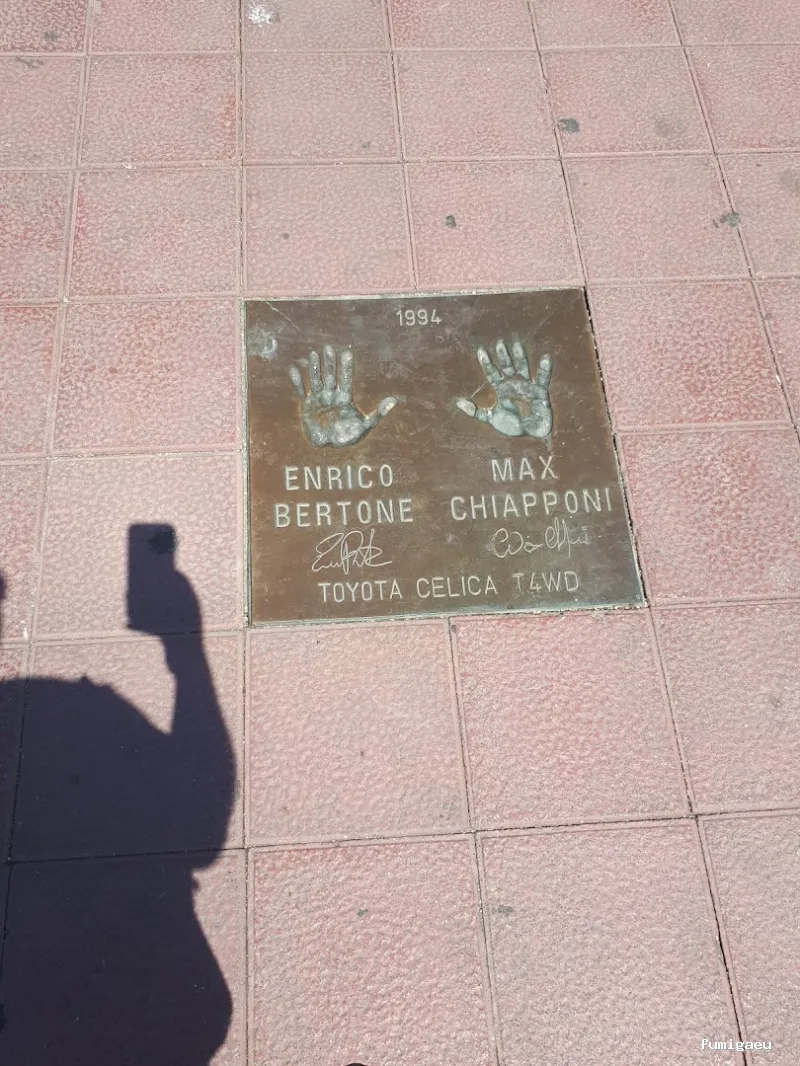 1994
ENRICO MAX
BERTONE CHIAPPONI
TOYOTA CELICA T4WD
fumigaeu